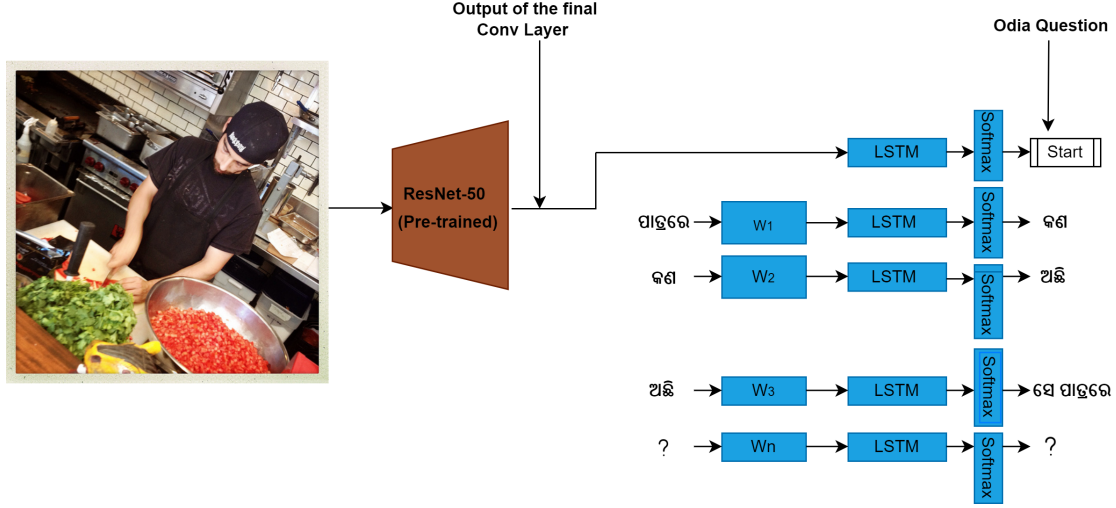 Output of the final
Conv Layer
Odia Question
ResNet-50
(Pre-trained)
LSTM
Softmax
Start
ପାତ୍ରରେ
W1
LSTM
Softmax
କଣ
କଣ
W2
LSTM
Softmax
ଅଛି
ଅଛି
W3
LSTM
Softmax
ସେ ପାତ୍ରରେ
?
Wn
LSTM
Softmax
?